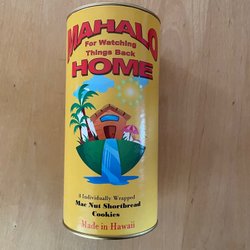 MAHALO
For Watching
Things Back
HOME
8 Individually Wrapped
Mac Nut Shortbread
Cookies
Made in Hawaii